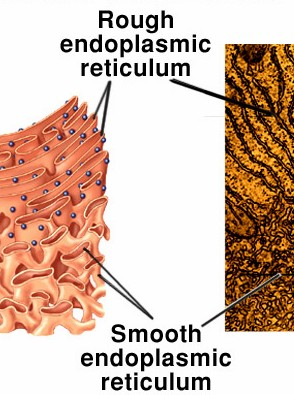 Rough
endoplasmic
reticulum
Smooth
endoplasmic
reticulum